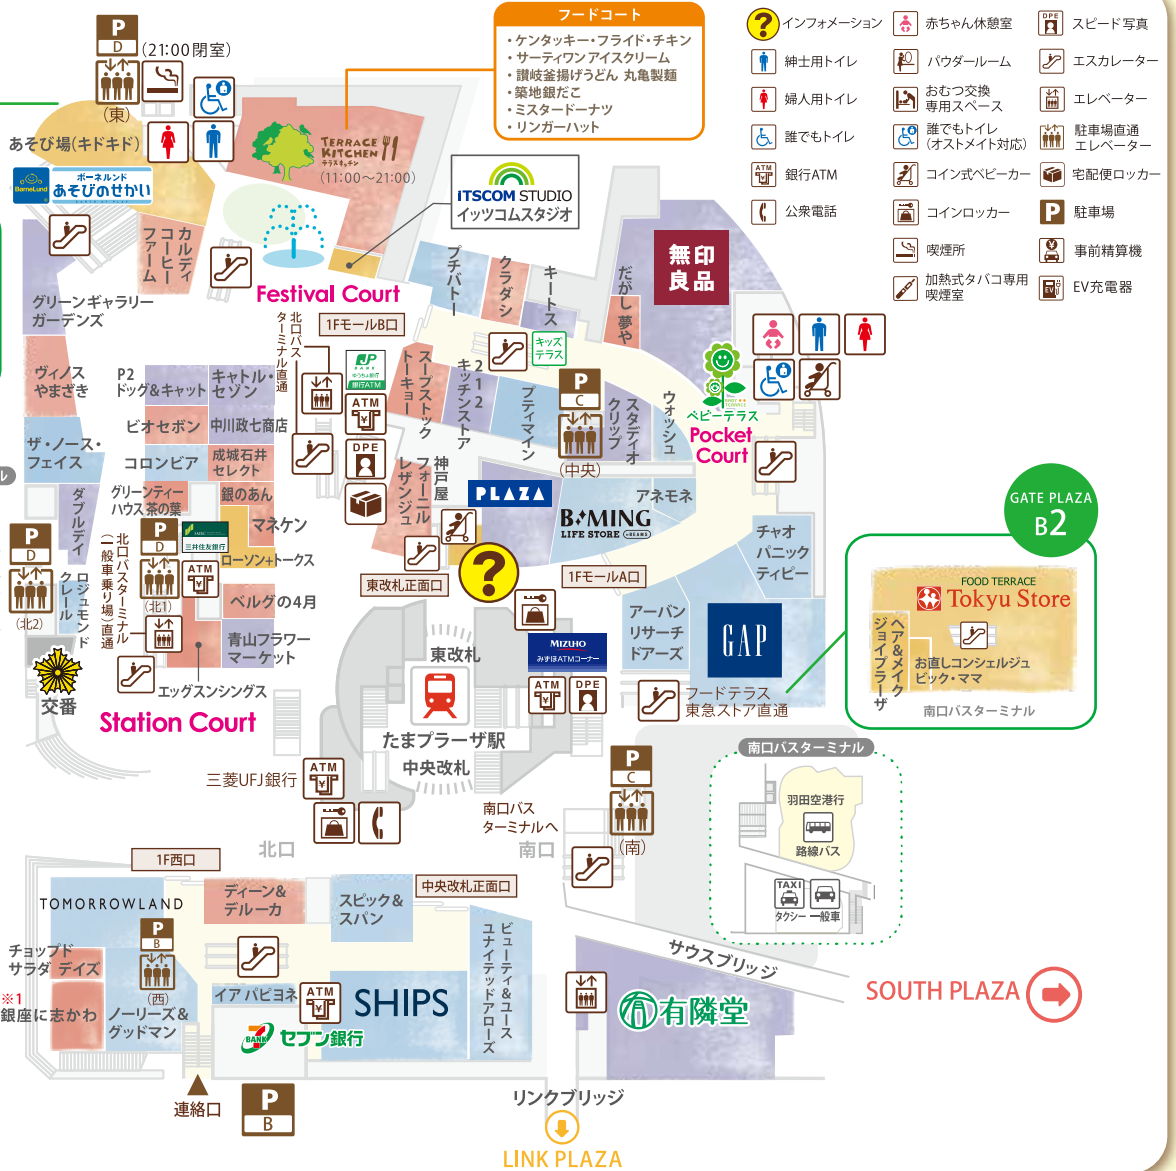 フードコート
・ケンタッキー・フライド・チキン
・サーティワンアイスクリーム
・讃岐釜揚げうどん 丸亀製麺
・築地銀だこ
・ミスタードーナツ
・リンガーハット
? インフォメーション
紳士用トイレ
婦人用トイレ
誰でもトイレ
ATM
銀行ATM
公衆電話
赤ちゃん休憩室
パウダールーム
おむつ交換
専用スペース
誰でもトイレ
(オストメイト対応)
コイン式ベビーカー
コインロッカー
喫煙所
加熱式タバコ専用
喫煙室
DPE
スピード写真
エスカレーター
エレベーター
駐車場直通
エレベーター
宅配便ロッカー
P
駐車場
事前精算機
EV
EV充電器
P
D
(21:00閉室)
(東)
あそび場(キドキド)
BørneLund
ボーネルンド
あそびのせかい
TERRACE
KITCHEN
テラスキッチン
(11:00〜21:00)
iTSCOM STUDIO
イッツコムスタジオ
カルディ
コーヒー
ファーム
Festival Court
グリーンギャラリー
ガーデンズ
ヴィノス
やまざき
ザ・ノース・
フェイス
ダブルデイ
ル
P2
ドッグ&キャット
キャトル・
セゾン
ビオセボン
中川政七商店
コロンビア
成城石井
セレクト
グリーンティー
ハウス 茶の葉
銀のあん
マネケン
ローソン+トークス
ベルグの4月
青山フラワー
マーケット
エッグスンシングス
P
D
(北2)
ロジェモンド
クレール
北口バスターミナル
(一般車乗り場)直通
P
D
(北1)
三井住友銀行
ATM
交番
Station Court
北口バス
ターミナル直通
1FモールB口
JP
BANK
ゆうちょ銀行
銀行ATM
ATM
DPE
プチバトー
クラダシ
キートス
キッズ
テラス
だがし 夢や
無印
良品
スープストック
トーキョー
212
キッチンストア
プティマイン
P
C
(中央)
スタディオ
クリップ
ウォッシュ
ベビーテラス
Pocket
Court
神戸屋
フォーニル
レザンジュ
PLAZA
B:MING
LIFE STORE by BEAMS
アネモネ
チャオ
パニック
ティピー
東改札正面口
?
1FモールA口
アーバン
リサーチ
ドアーズ
GAP
フードテラス
東急ストア直通
GATE PLAZA
B2
FOOD TERRACE
Tokyu Store
お直しコンシェルジュ
ビック・ママ
ヘア&メイク
ジョイプラーザ
南口バスターミナル
東改札
たまプラーザ駅
中央改札
MIZUHO
みずほATMコーナー
ATM
DPE
三菱UFJ銀行
ATM
北口
南口バス
ターミナルへ
南口
P
C
(南)
南口バスターミナル
羽田空港行
路線バス
TAXI
タクシー
一般車
1F西口
中央改札正面口
TOMORROWLAND
ディーン&
デルーカ
スピック&
スパン
P
B
(西)
チョップド
サラダ デイズ
※1
銀座に志かわ
ノーリーズ&
グッドマン
イアパピヨネ
ATM
SHIPS
7
BANK
セブン銀行
ビューティ&ユース
ユナイテッドアローズ
有隣堂
サウスブリッジ
SOUTH PLAZA
連絡口
P
B
リンクブリッジ
LINK PLAZA